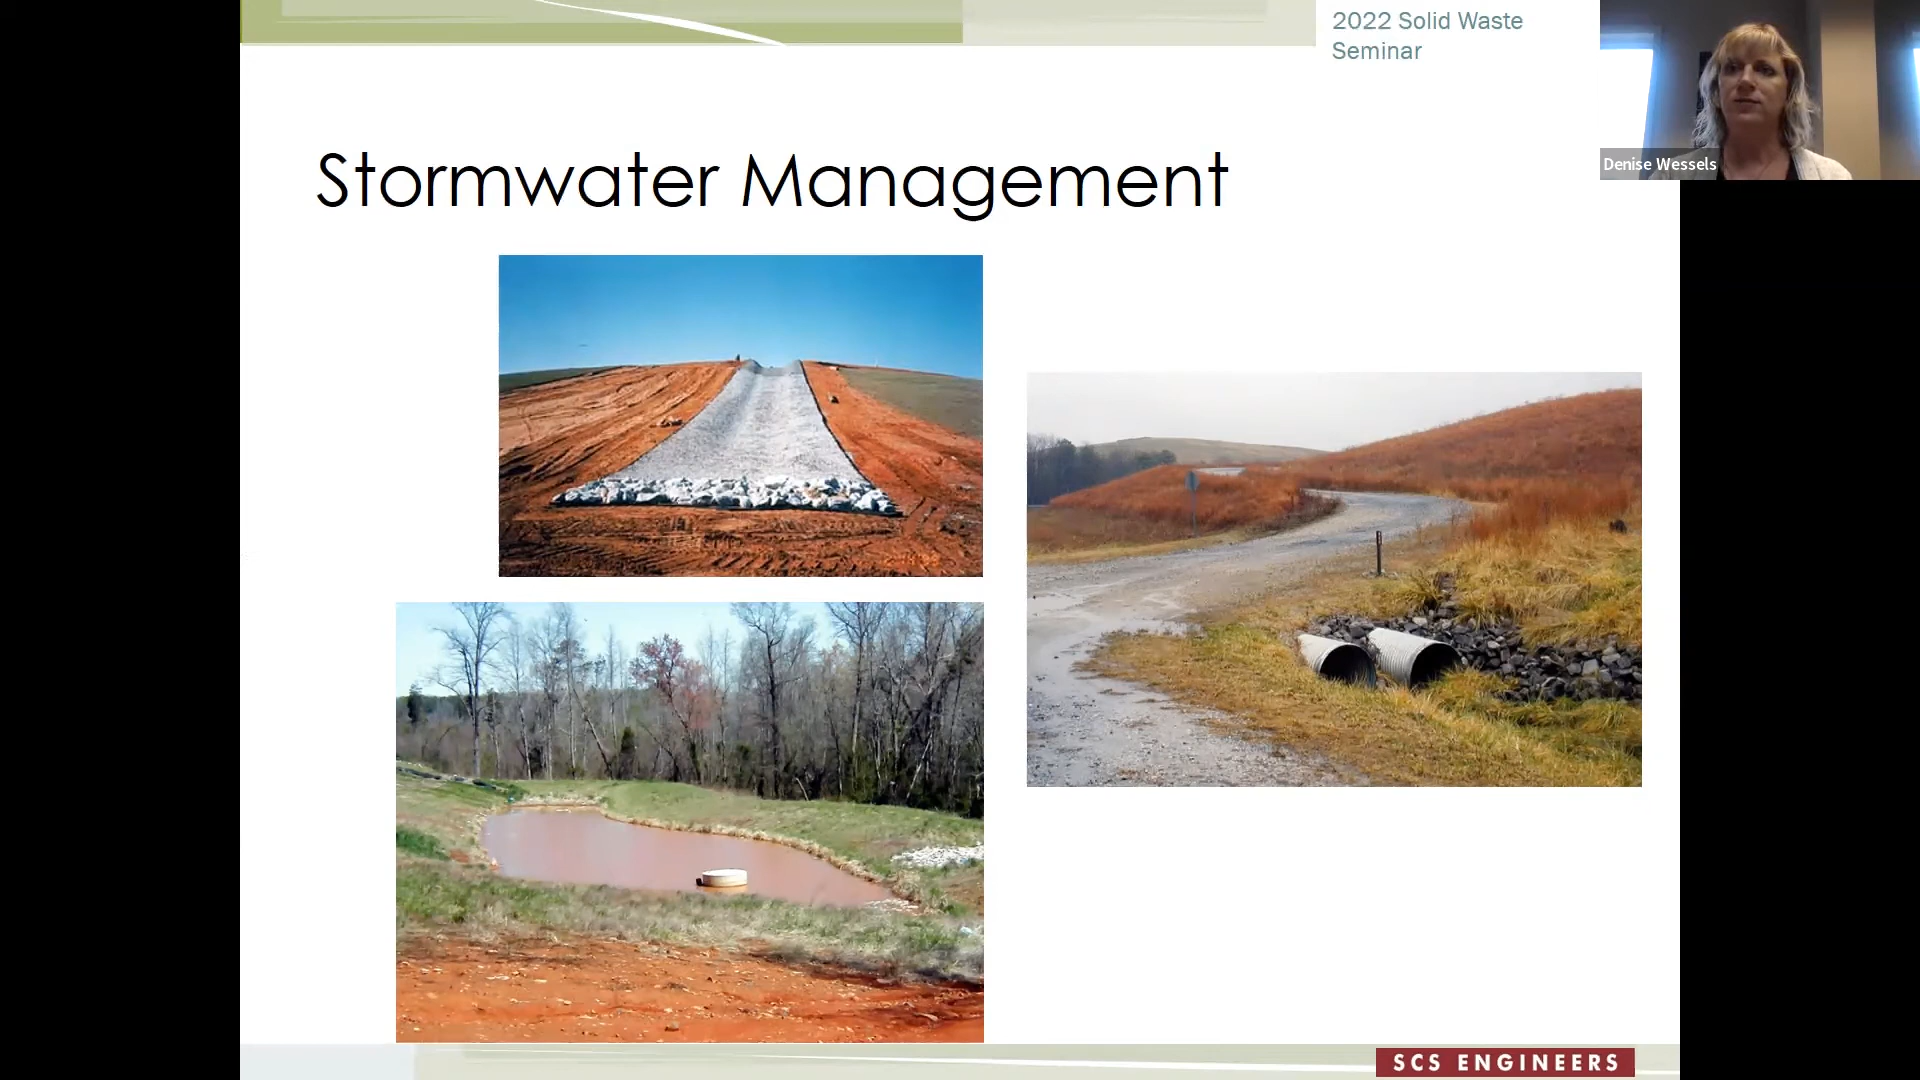 2022 Solid Waste
Seminar
Denise Wessels
Stormwater Management
SCS ENGINEERS